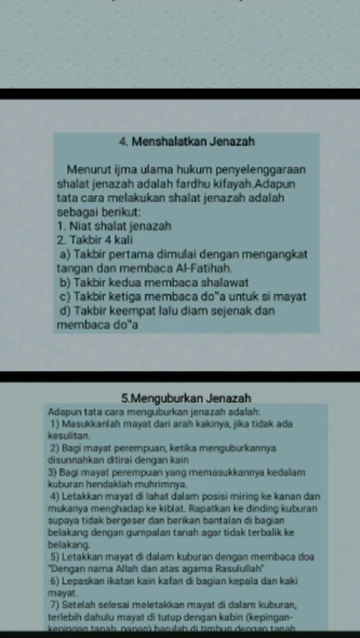 4. Menshalatkan Jenazah
Menurut ijma ulama hukum penyelenggaraan
shalat jenazah adalah fardhu kifayah.Adapun
tata cara melakukan shalat jenazah adalah
sebagai berikut:
1. Niat shalat jenazah
2. Takbir 4 kali
a) Takbir pertama dimulai dengan mengangkat
tangan dan membaca Al-Fatihah.
b) Takbir kedua membaca shalawat
c) Takbir ketiga membaca do"a untuk si mayat
d) Takbir keempat lalu diam sejenak dan
membaca do"a
5.Menguburkan Jenazah
Adapun tata cara menguburkan jenazah adalah:
1) Masukkanlah mayat dari arah kakinya, jika tidak ada
kesulitan.
2) Bagi mayat perempuan, ketika menguburkannya
disunnahkan ditirai dengan kain
3) Bagi mayat perempuan yang memasukkannya kedalam
kuburan hendaklah muhrimnya.
4) Letakkan mayat di lahat dalam posisi miring ke kanan dan
mukanya menghadap ke kiblat. Rapatkan ke dinding kuburan
supaya tidak bergeser dan berikan bantalan di bagian
belakang dengan gumpalan tanah agar tidak terbalik ke
belakang.
5) Letakkan mayat di dalam kuburan dengan membaca doa
"Dengan nama Allah dan atas agama Rasulullah"
6) Lepaskan ikatan kain kafan di bagian kepala dan kaki
mayat.
7) Setelah selesai meletakkan mayat di dalam kuburan,
terlebih dahulu mayat di tutup dengan kabin (kepingan-
kepingan tanah, papan) barulah di timbun dengan tanah